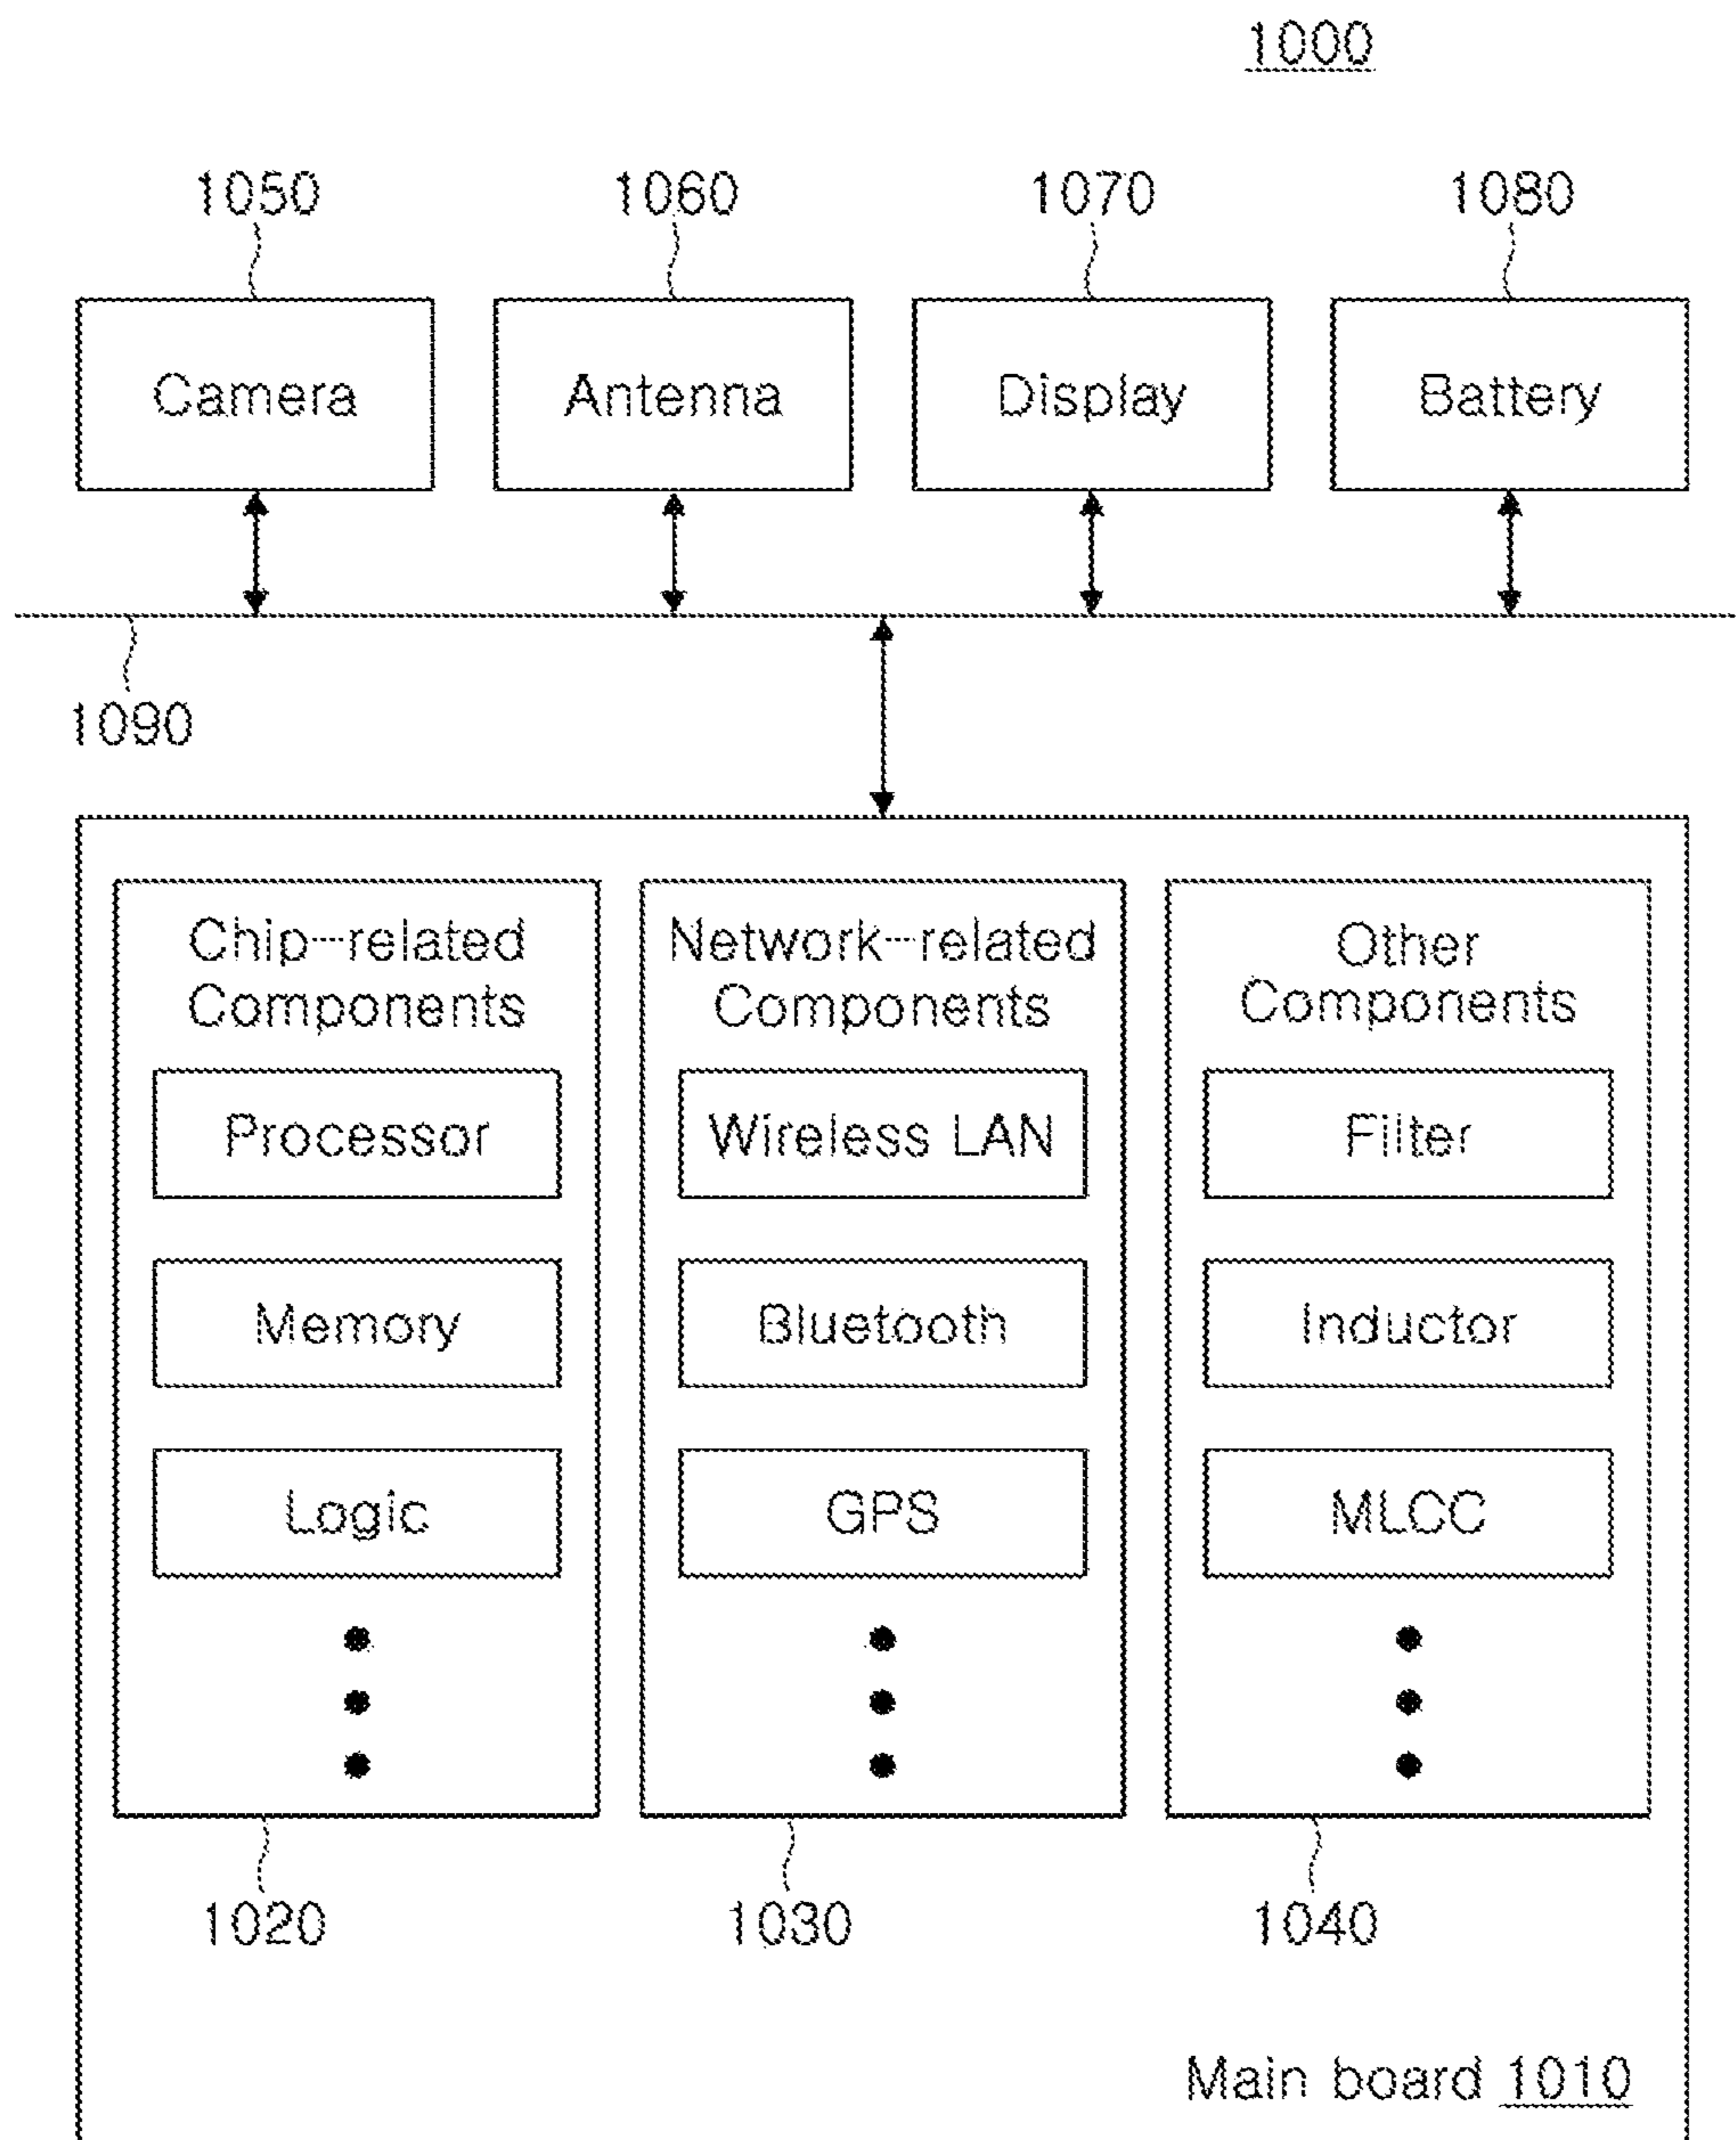 1000
1050 1060 1070 1080
Camera Antenna Display Battery
1090
Chip-related Network-related Other
Components Components Components
Processor Wireless LAN Filter
Memory Bluetooth Inductor
Logic GPS MLCC
1020 1030 1040
Main board 1010